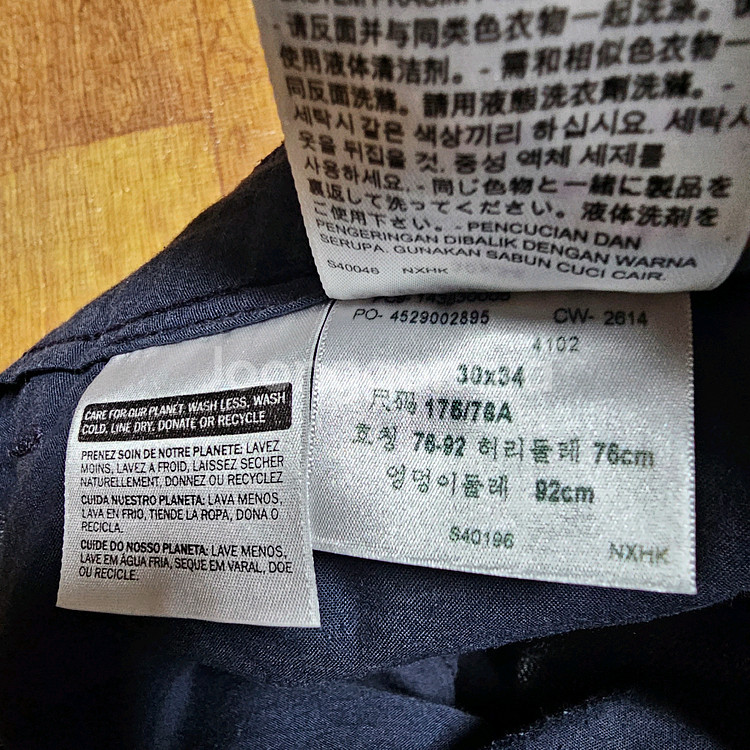 - 请反面并与同类色衣物一起洗涤。
使用液体清洁剂。- 需和相似色衣物一
同反面洗滌。請用液態洗衣劑洗滌。-
세탁시 같은 색상끼리 하십시요. 세탁시
옷을 뒤집을 것. 중성 액체 세제를
사용하세요. - 同じ色物と一緒に製品を
裏返して洗ってください。液体洗剤を
ご使用下さい。- PENCUCIAN DAN
PENGERINGAN DIBALIK DENGAN WARNA
SERUPA. GUNAKAN SABUN CUCI CAIR.
S40046 NXHK
PO- 4529002895 CW- 2614
4102
30x34
尺码 176/76A
호칭 76-92 허리둘레 76cm
엉덩이둘레 92cm
S40196 NXHK
CARE FOR OUR PLANET: WASH LESS, WASH
COLD, LINE DRY, DONATE OR RECYCLE
PRENEZ SOIN DE NOTRE PLANETE: LAVEZ
MOINS, LAVEZ A FROID, LAISSEZ SECHER
NATURELLEMENT, DONNEZ OU RECYCLEZ
CUIDA NUESTRO PLANETA: LAVA MENOS,
LAVA EN FRIO, TIENDE LA ROPA, DONA O
RECICLA.
CUIDE DO NOSSO PLANETA: LAVE MENOS,
LAVE EM ÁGUA FRIA, SEQUE EM VARAL, DOE
OU RECICLE.